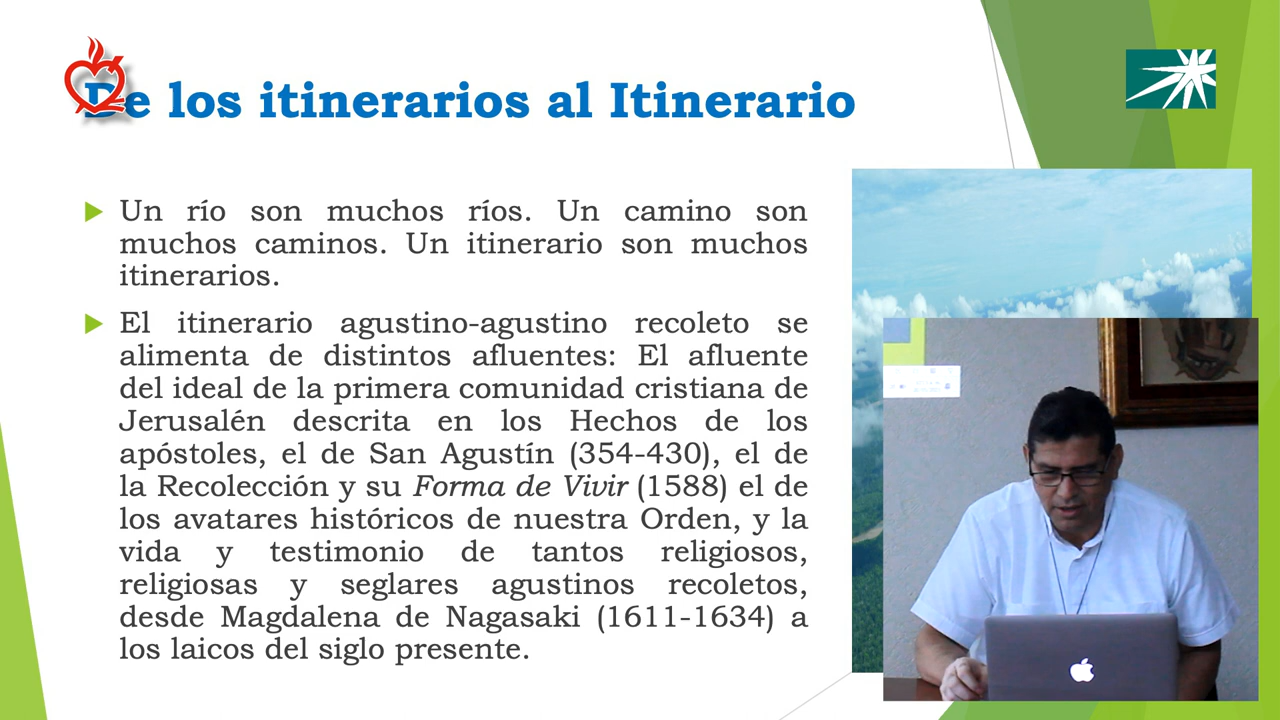 De los itinerarios al Itinerario
Un río son muchos ríos. Un camino son
muchos caminos. Un itinerario son muchos
itinerarios.
El itinerario agustino-agustino recoleto se
alimenta de distintos afluentes: El afluente
del ideal de la primera comunidad cristiana de
Jerusalén descrita en los Hechos de los
apóstoles, el de San Agustín (354-430), el de
la Recolección y su Forma de Vivir (1588) el de
los avatares históricos de nuestra Orden, y la
vida y testimonio de tantos religiosos,
religiosas y seglares agustinos recoletos,
desde Magdalena de Nagasaki (1611-1634) a
los laicos del siglo presente.